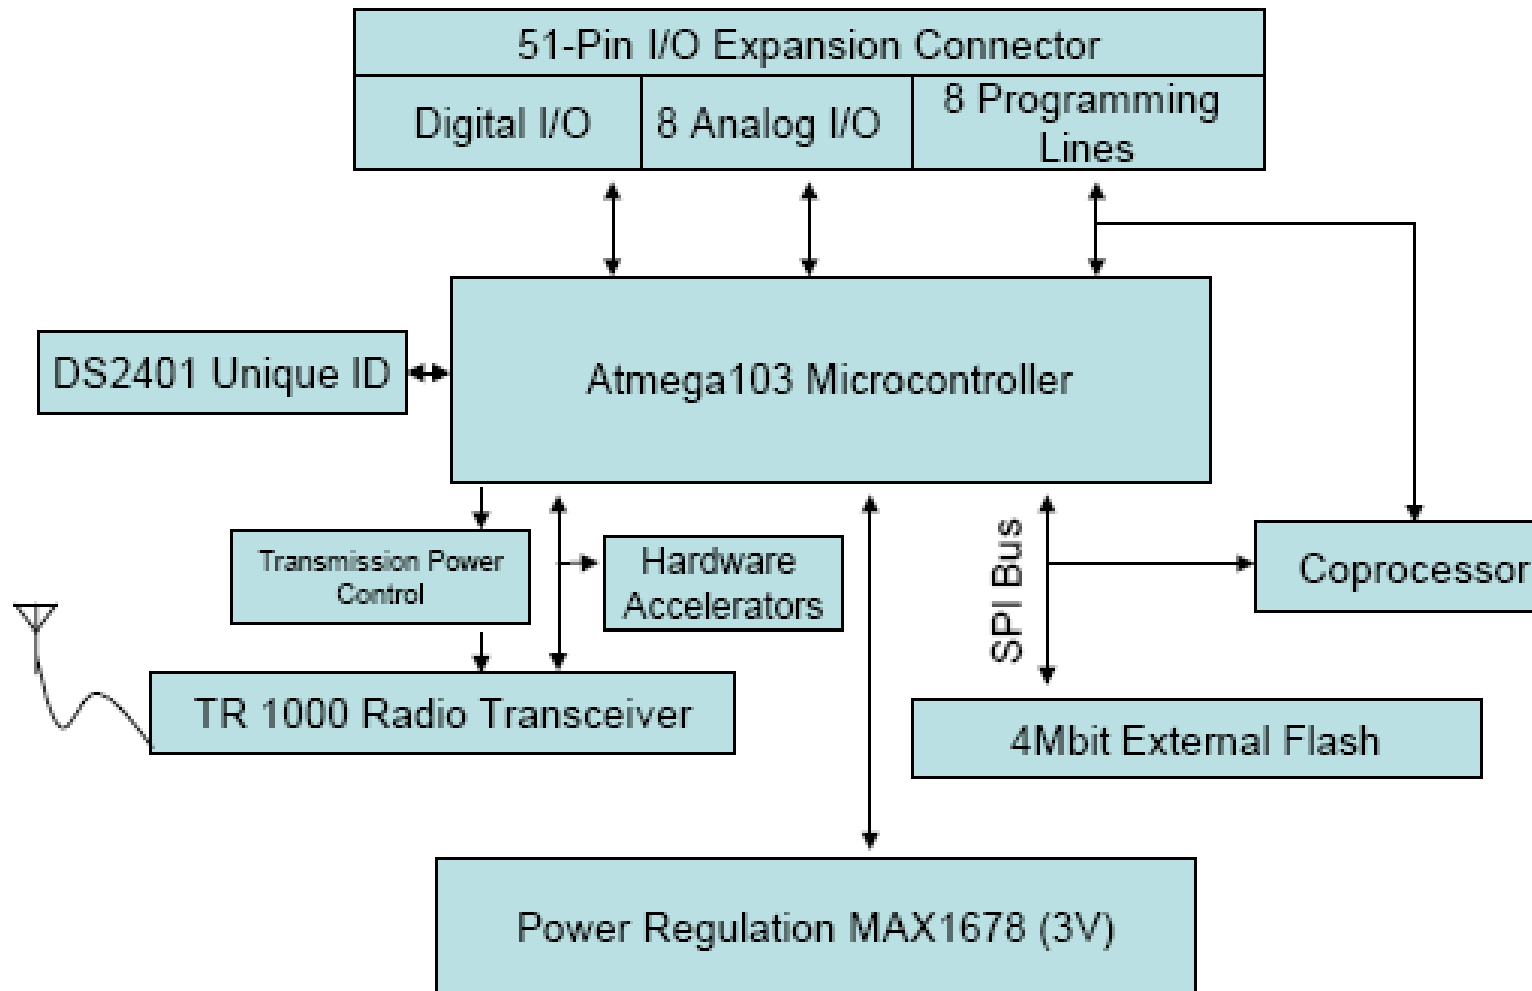 51-Pin I/O Expansion Connector
Digital I/O
8 Analog I/O
8 Programming
Lines
DS2401 Unique ID
Atmega103 Microcontroller
Transmission Power
Control
Hardware
Accelerators
SPI Bus
Coprocessor
TR 1000 Radio Transceiver
4Mbit External Flash
Power Regulation MAX1678 (3V)